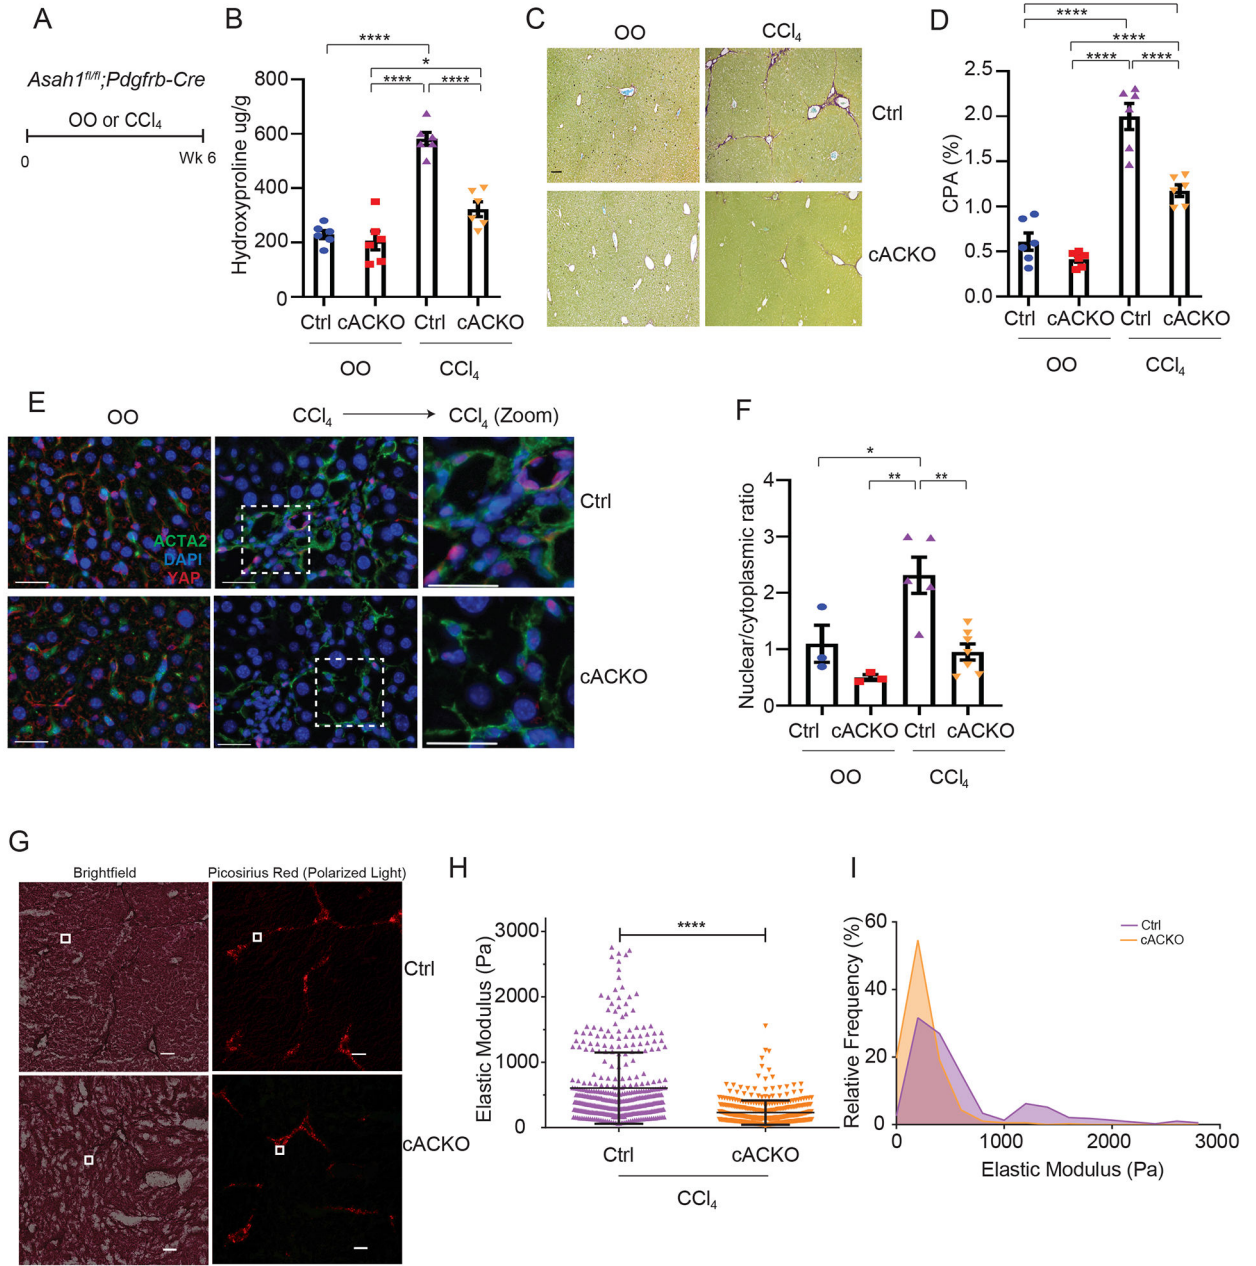 A
Asah1fl/fl;Pdgfrb-Cre
OO or CCl4
0
Wk 6
B
****
*
**** ****
Hydroxyproline ug/g
800
600
400
200
0
Ctrl cACKO Ctrl cACKO
OO
CCl4
C
OO
CCl4
Ctrl
cACKO
D
****
****
**** ****
CPA (%)
2.5
2.0
1.5
1.0
0.5
0.0
Ctrl cACKO Ctrl cACKO
OO
CCl4
E
OO
CCl4
CCl4 (Zoom)
ACTA2
DAPI
YAP
Ctrl
cACKO
F
*
** **
Nuclear/cytoplasmic ratio
4
3
2
1
0
Ctrl cACKO Ctrl cACKO
OO
CCl4
G
Brightfield
Picosirius Red (Polarized Light)
Ctrl
cACKO
H
****
Elastic Modulus (Pa)
3000
2000
1000
0
Ctrl
cACKO
CCl4
I
Relative Frequency (%)
60
40
20
0
Ctrl
cACKO
0 1000 2000 3000
Elastic Modulus (Pa)